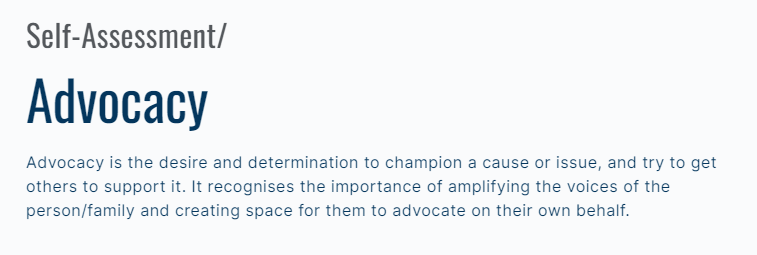 Self-Assessment/
Advocacy
Advocacy is the desire and determination to champion a cause or issue, and try to get
others to support it. It recognises the importance of amplifying the voices of the
person/family and creating space for them to advocate on their own behalf.